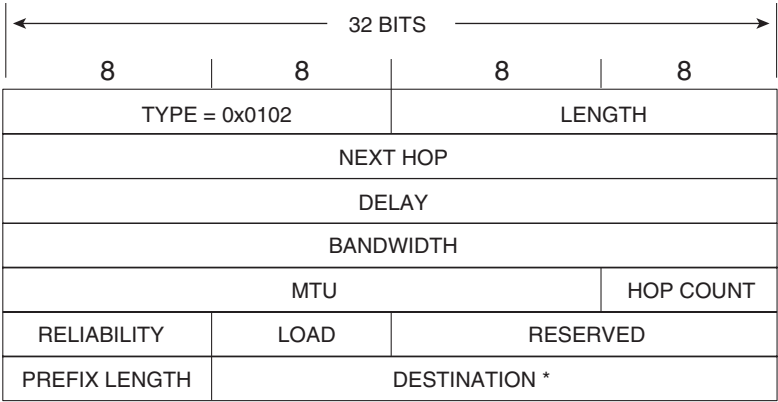 32 BITS
8 8 8 8
TYPE = 0x0102 LENGTH
NEXT HOP
DELAY
BANDWIDTH
MTU HOP COUNT
RELIABILITY LOAD RESERVED
PREFIX LENGTH DESTINATION *